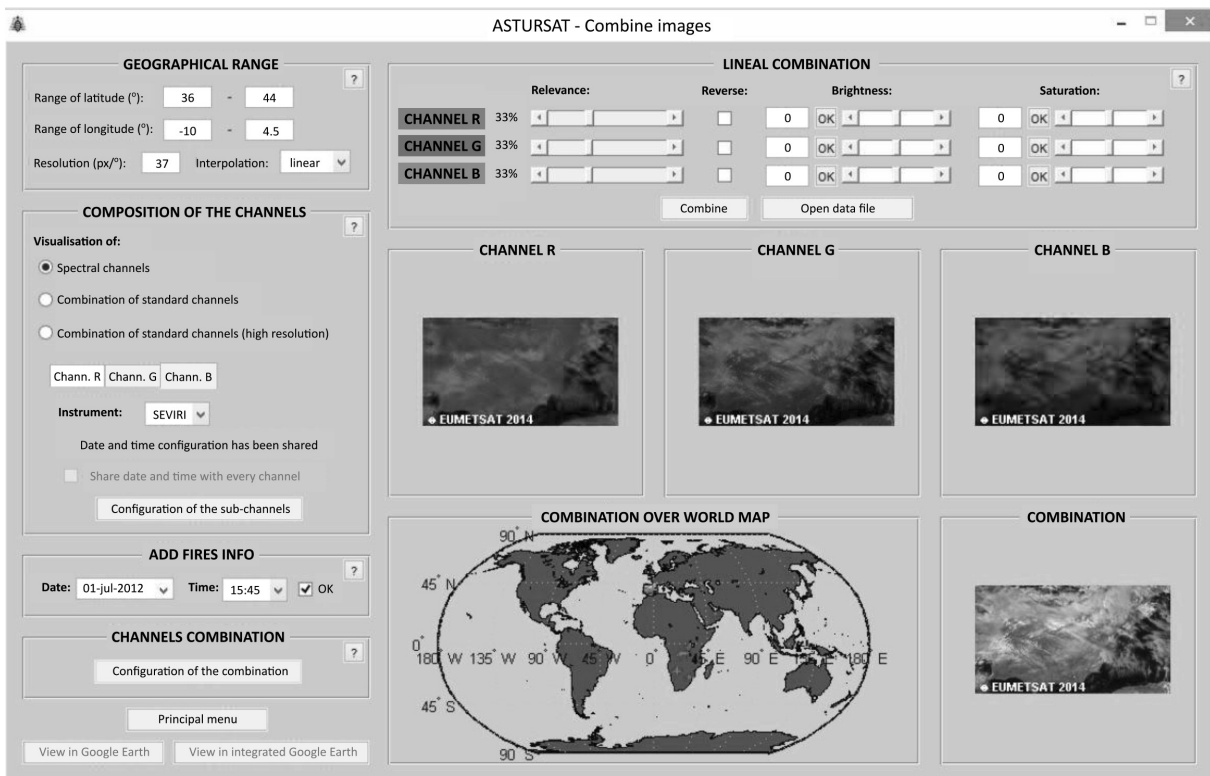 ASTURSAT - Combine images
GEOGRAPHICAL RANGE
?
Range of latitude (º): 36 - 44
Range of longitude (º): -10 - 4.5
Resolution (px/º): 37 Interpolation: linear
COMPOSITION OF THE CHANNELS
?
Visualisation of:
Spectral channels
Combination of standard channels
Combination of standard channels (high resolution)
Chann. R Chann. G Chann. B
Instrument: SEVIRI
Date and time configuration has been shared
Share date and time with every channel
Configuration of the sub-channels
ADD FIRES INFO
?
Date: 01-jul-2012 Time: 15:45 OK
CHANNELS COMBINATION
?
Configuration of the combination
Principal menu
View in Google Earth View in integrated Google Earth
LINEAL COMBINATION
?
Relevance: Reverse: Brightness: Saturation:
CHANNEL R 33% 0 OK 0 OK
CHANNEL G 33% 0 OK 0 OK
CHANNEL B 33% 0 OK 0 OK
Combine Open data file
CHANNEL R
EUMETSAT 2014
CHANNEL G
EUMETSAT 2014
CHANNEL B
EUMETSAT 2014
COMBINATION OVER WORLD MAP
90° N
45° N
0°
180° W 135° W 90° W 45° W 0° 45° E 90° E 135° E 180° E
45° S
90° S
COMBINATION
EUMETSAT 2014